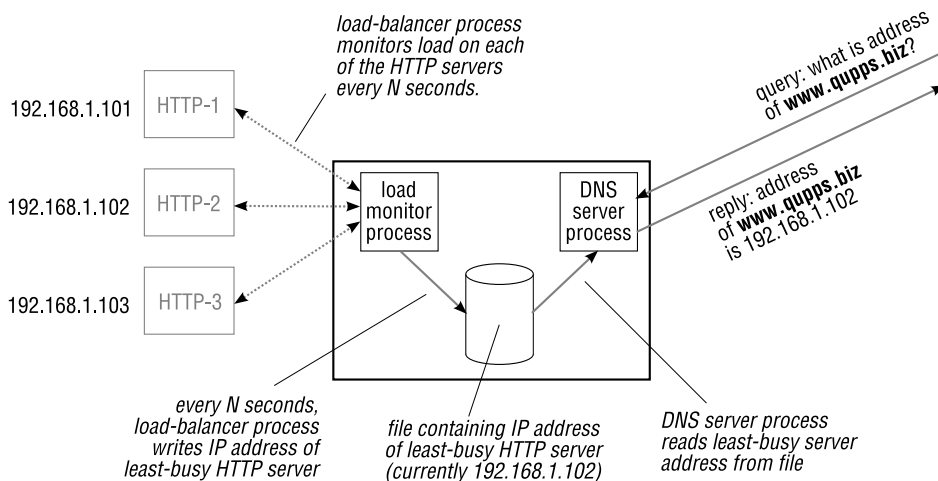 load-balancer process
monitors load on each
of the HTTP servers
every N seconds.
query: what is address
of www.qupps.biz?
192.168.1.101
HTTP-1
192.168.1.102
HTTP-2
192.168.1.103
HTTP-3
load
monitor
process
DNS
server
process
reply: address
of www.qupps.biz
is 192.168.1.102
every N seconds,
load-balancer process
writes IP address of
least-busy HTTP server
file containing IP address
of least-busy HTTP server
(currently 192.168.1.102)
DNS server process
reads least-busy server
address from file